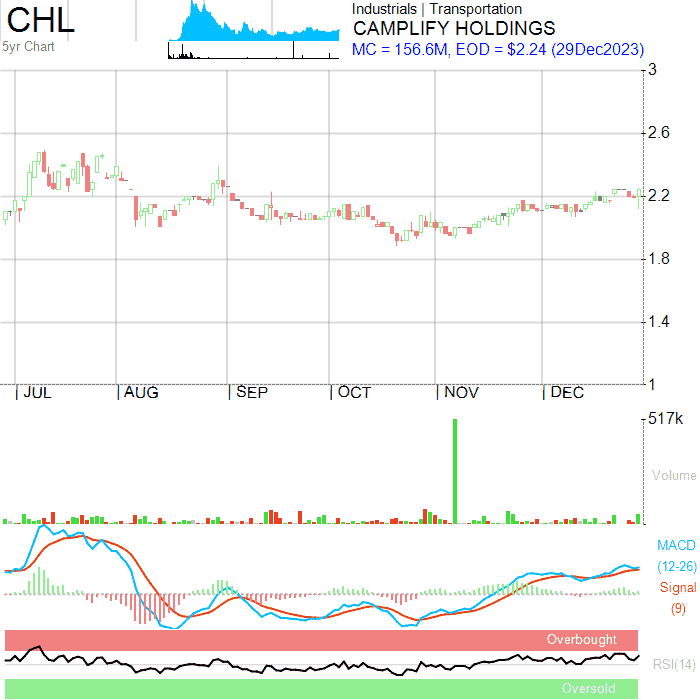 CHL
5yr Chart
Industrials | Transportation
CAMPLIFY HOLDINGS
MC = 156.6M, EOD = $2.24 (29Dec2023)
3
2.6
2.2
1.8
1.4
1
| JUL | AUG | SEP | OCT | NOV | DEC
517k
Volume
MACD
(12-26)
Signal
(9)
Overbought
RSI(14)
Oversold